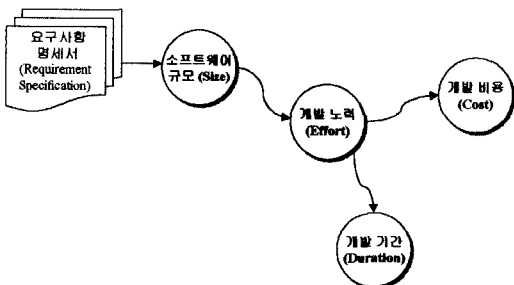 요구사항
명세서
(Requirement
Specification)
소프트웨어
규모 (Size)
개발 노력
(Effort)
개발 비용
(Cost)
개발 기간
(Duration)